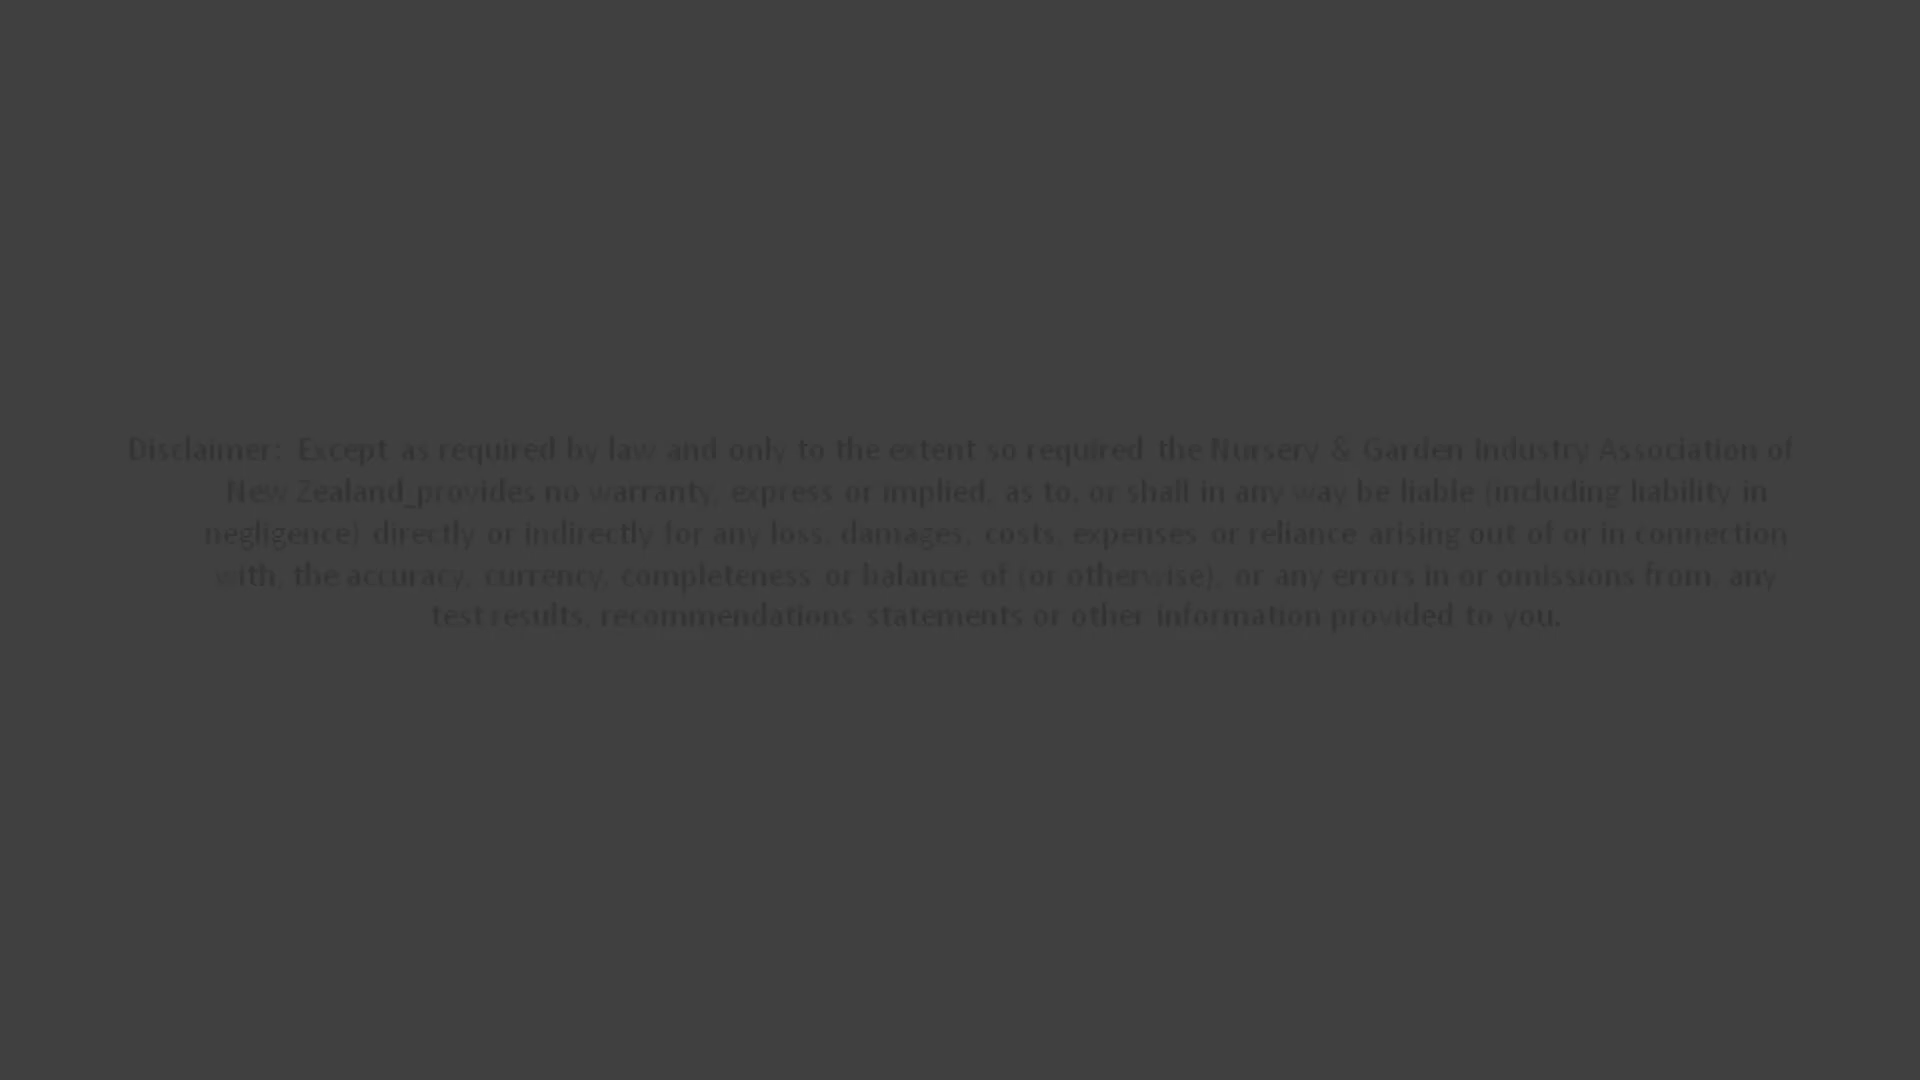 Disclaimer: Except as required by law and only to the extent so required the Nursery & Garden Industry Association of
New Zealand_provides no warranty, express or implied, as to, or shall in any way be liable (including liability in
negligence) directly or indirectly for any loss, damages, costs, expenses or reliance arising out of or in connection
with, the accuracy, currency, completeness or balance of (or otherwise), or any errors in or omissions from, any
test results, recommendations statements or other information provided to you.